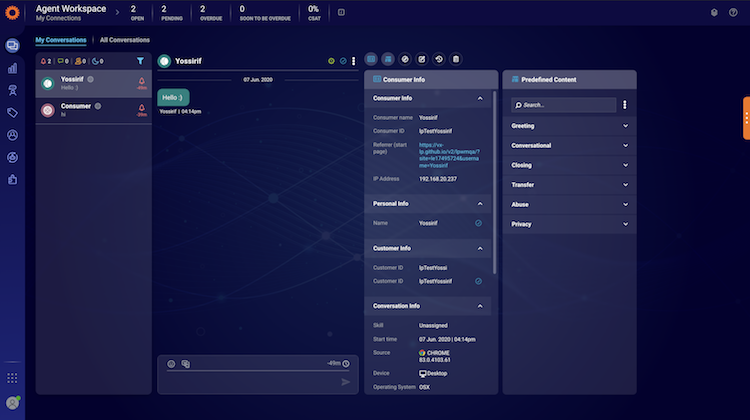 Agent Workspace
My Connections
2
OPEN
2
PENDING
2
OVERDUE
0
SOON TO BE OVERDUE
0%
CSAT
My Conversations
All Conversations
2
0
0
0
Yossirif
Hello :)
-49m
Consumer
hi
-39m
Yossirif
07 Jun. 2020
Hello :)
Yossirif | 04:14pm
-49m
Consumer Info
Consumer Info
Consumer name Yossirif
Consumer ID lpTestYossirif
Referrer (start page) https://vx-
lp.github.io/v2/lpwmqa/?
site=le17495724&userna
me=Yossirif
IP Address 192.168.20.237
Personal Info
Name Yossirif
Customer Info
Customer ID lpTestYossi
Customer ID lpTestYossirif
Conversation Info
Skill Unassigned
Start time 07 Jun. 2020 | 04:14pm
Source CHROME
83.0.4103.61
Device Desktop
Operating System OSX
Predefined Content
Search...
Greeting
Conversational
Closing
Transfer
Abuse
Privacy